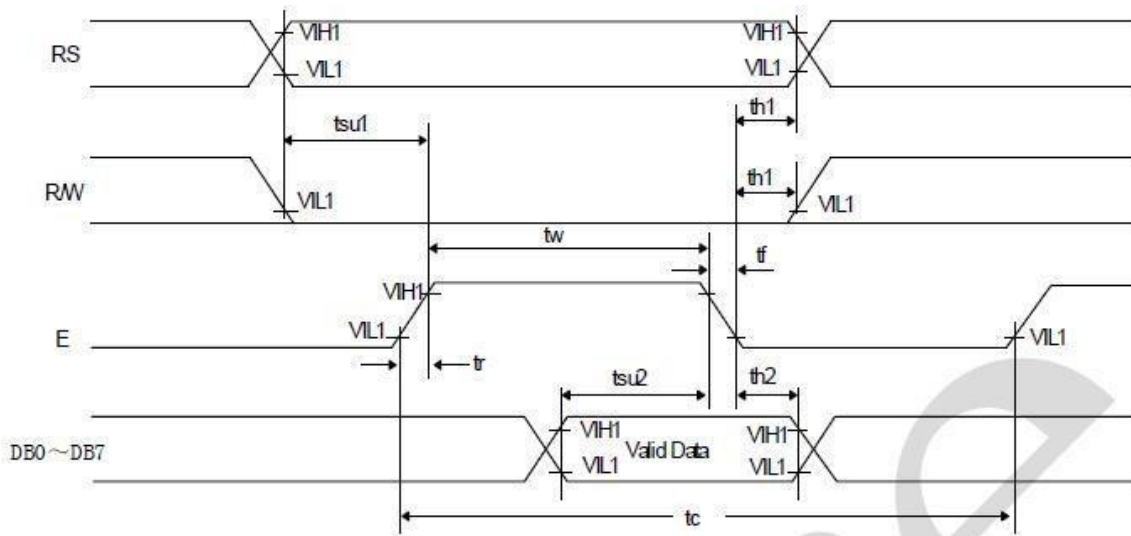 VIH1
VIH1
RS
VIL1
VIL1
th1
tsu1
th1
R/W
VIL1
VIL1
tw
tf
VIH1
E
VIL1
VIL1
tr
tsu2
th2
VIH1
VIH1
DB0～DB7
Valid Data
VIL1
VIL1
tc